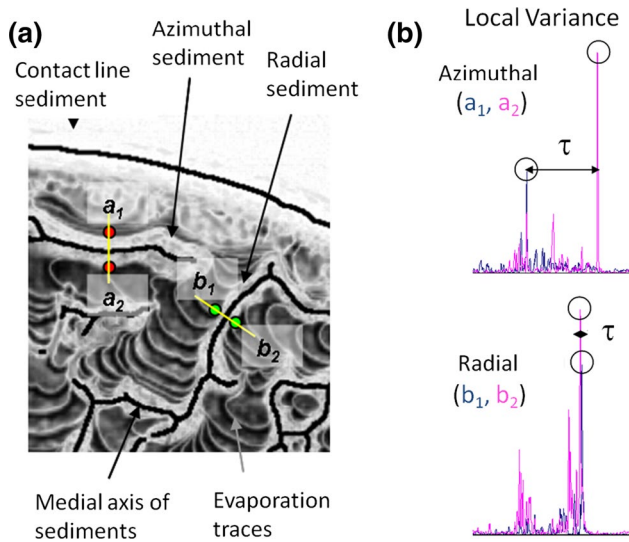 (a)
Azimuthal
sediment
Radial
sediment
Contact line
sediment
a1
a2
b1
b2
Medial axis of
sediments
Evaporation
traces
(b)
Local Variance
Azimuthal
(a1, a2)
τ
Radial
(b1, b2)
τ